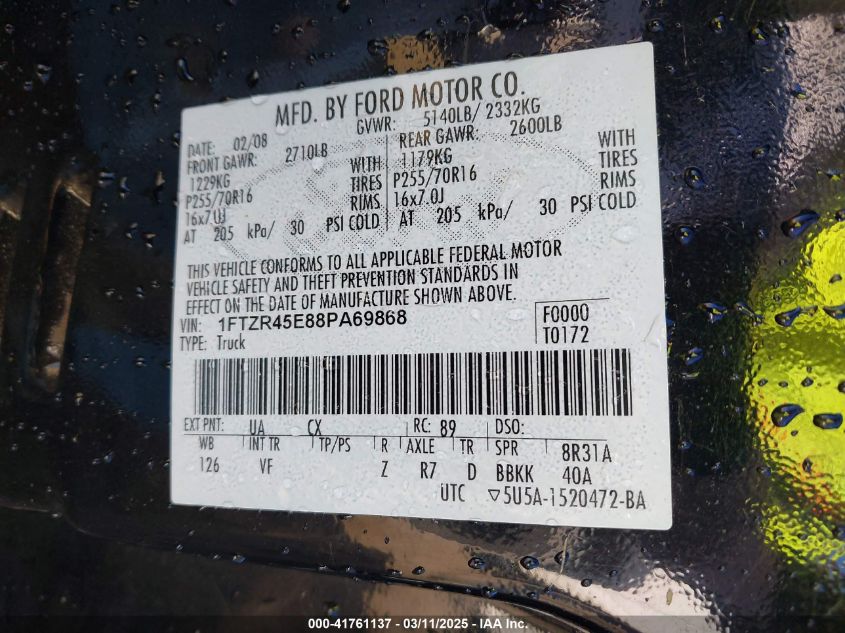 MFD. BY FORD MOTOR CO.
DATE: 02/08 GVWR: 5140LB/ 2332KG
FRONT GAWR: 2710LB REAR GAWR: 2600LB
1229KG WITH 1179KG WITH
P255/70R16 TIRES P255/70R16 TIRES
16x7.0J RIMS 16x7.0J RIMS
AT 205 kPa/ 30 PSI COLD AT 205 kPa/ 30 PSI COLD
THIS VEHICLE CONFORMS TO ALL APPLICABLE FEDERAL MOTOR
VEHICLE SAFETY AND THEFT PREVENTION STANDARDS IN
EFFECT ON THE DATE OF MANUFACTURE SHOWN ABOVE.
VIN: 1FTZR45E88PA69868 F0000
TYPE: Truck T0172
EXT PNT: UA CX RC: 89 DSO:
WB INT TR TP/PS R AXLE TR SPR 8R31A
126 VF Z R7 D BBKK 40A
UTC ▽5U5A-1520472-BA
000-41761137 - 03/11/2025 - IAA Inc.